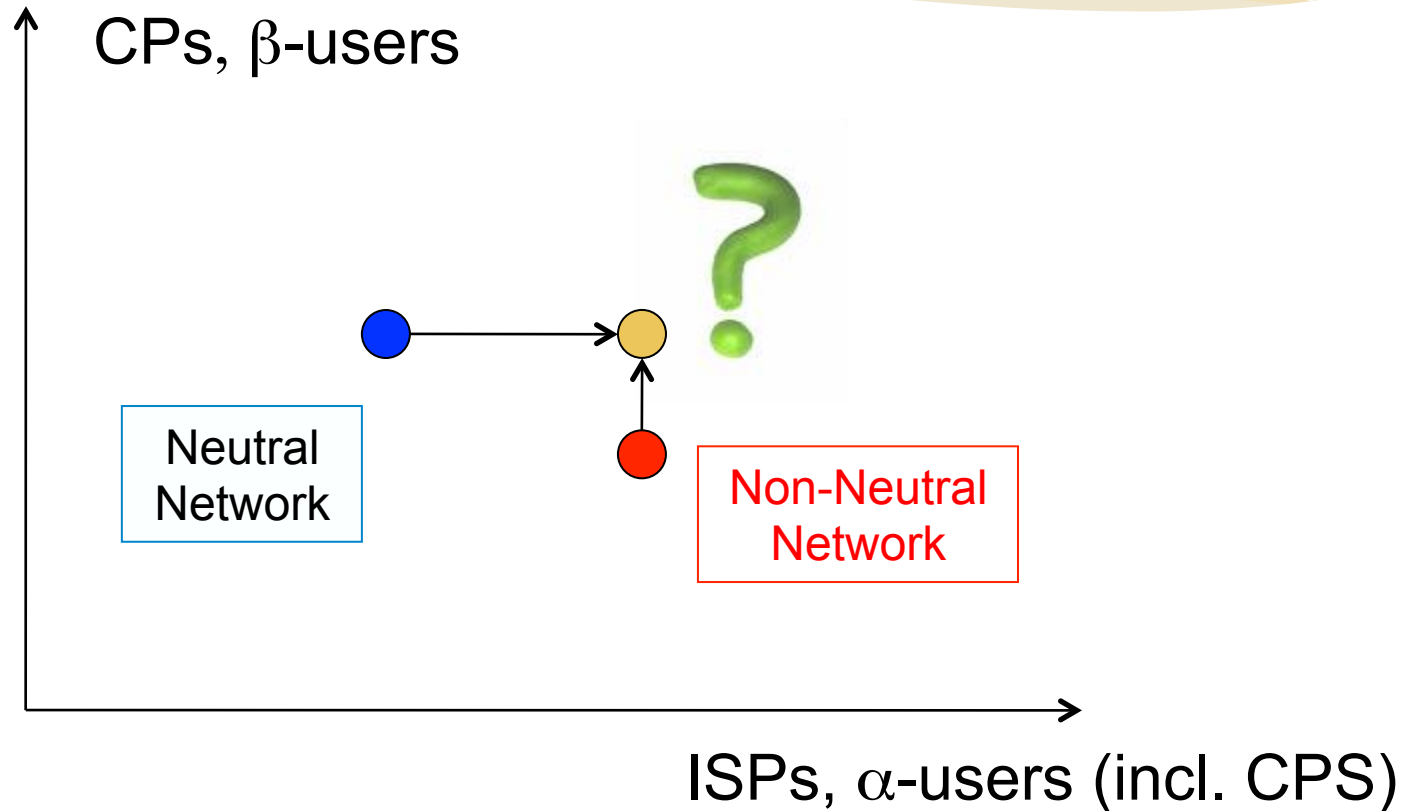 CPs, β-users
?
Neutral
Network
Non-Neutral
Network
ISPs, α-users (incl. CPS)